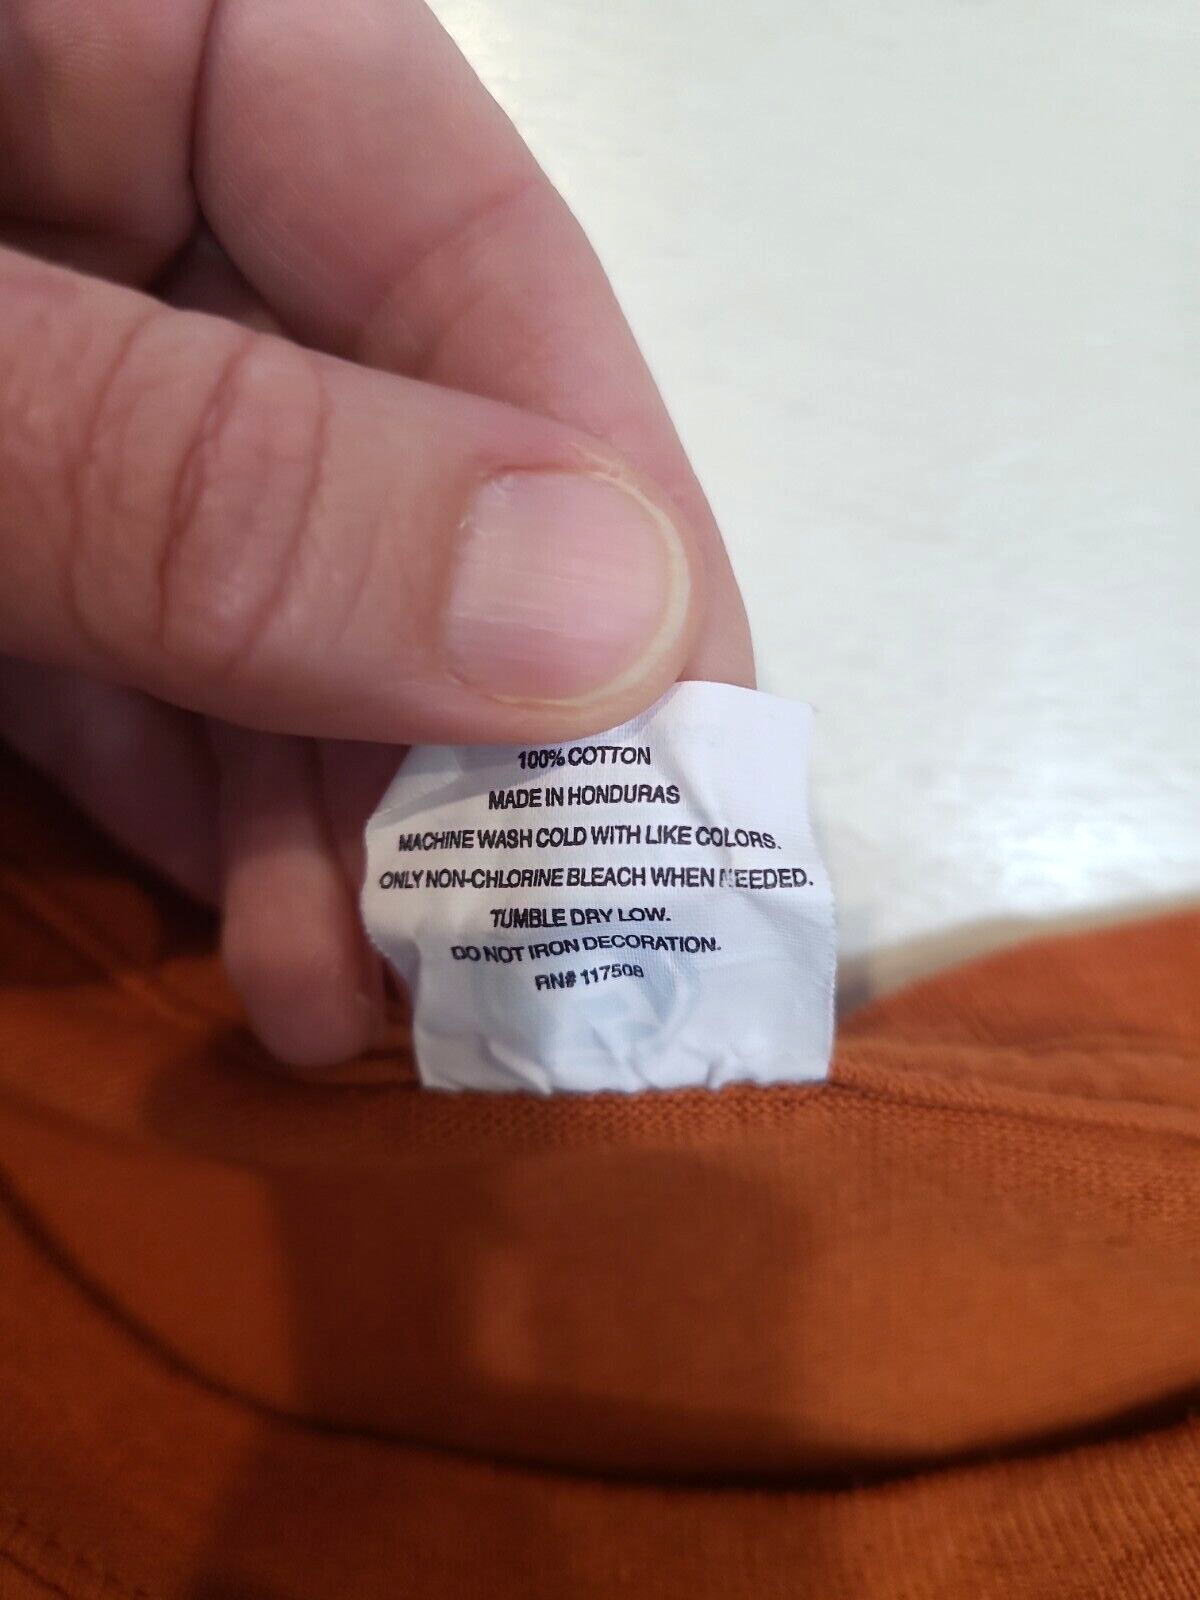 100% COTTON
MADE IN HONDURAS
MACHINE WASH COLD WITH LIKE COLORS.
ONLY NON-CHLORINE BLEACH WHEN NEEDED.
TUMBLE DRY LOW.
DO NOT IRON DECORATION.
RN# 117508